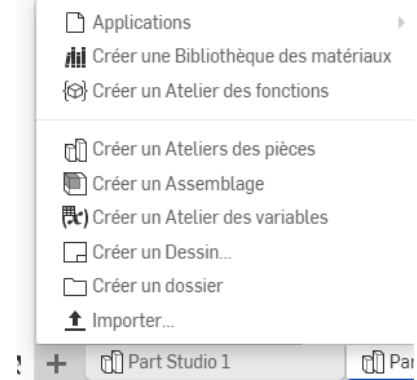 Applications
Créer une Bibliothèque des matériaux
Créer un Atelier des fonctions
Créer un Ateliers des pièces
Créer un Assemblage
Créer un Atelier des variables
Créer un Dessin...
Créer un dossier
Importer...
Part Studio 1